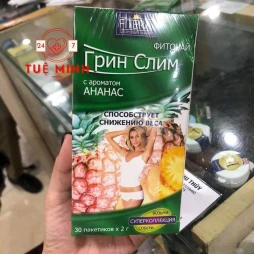 24 7
TUỆ MINH
ФИТОЧАЙ
Грин Слим
с ароматом
АНАНАС
СПОСОБСТВУЕТ
СНИЖЕНИЮ ВЕСА
СУПЕРКОЛЛЕКЦИЯ
30 пакетиков x 2 г